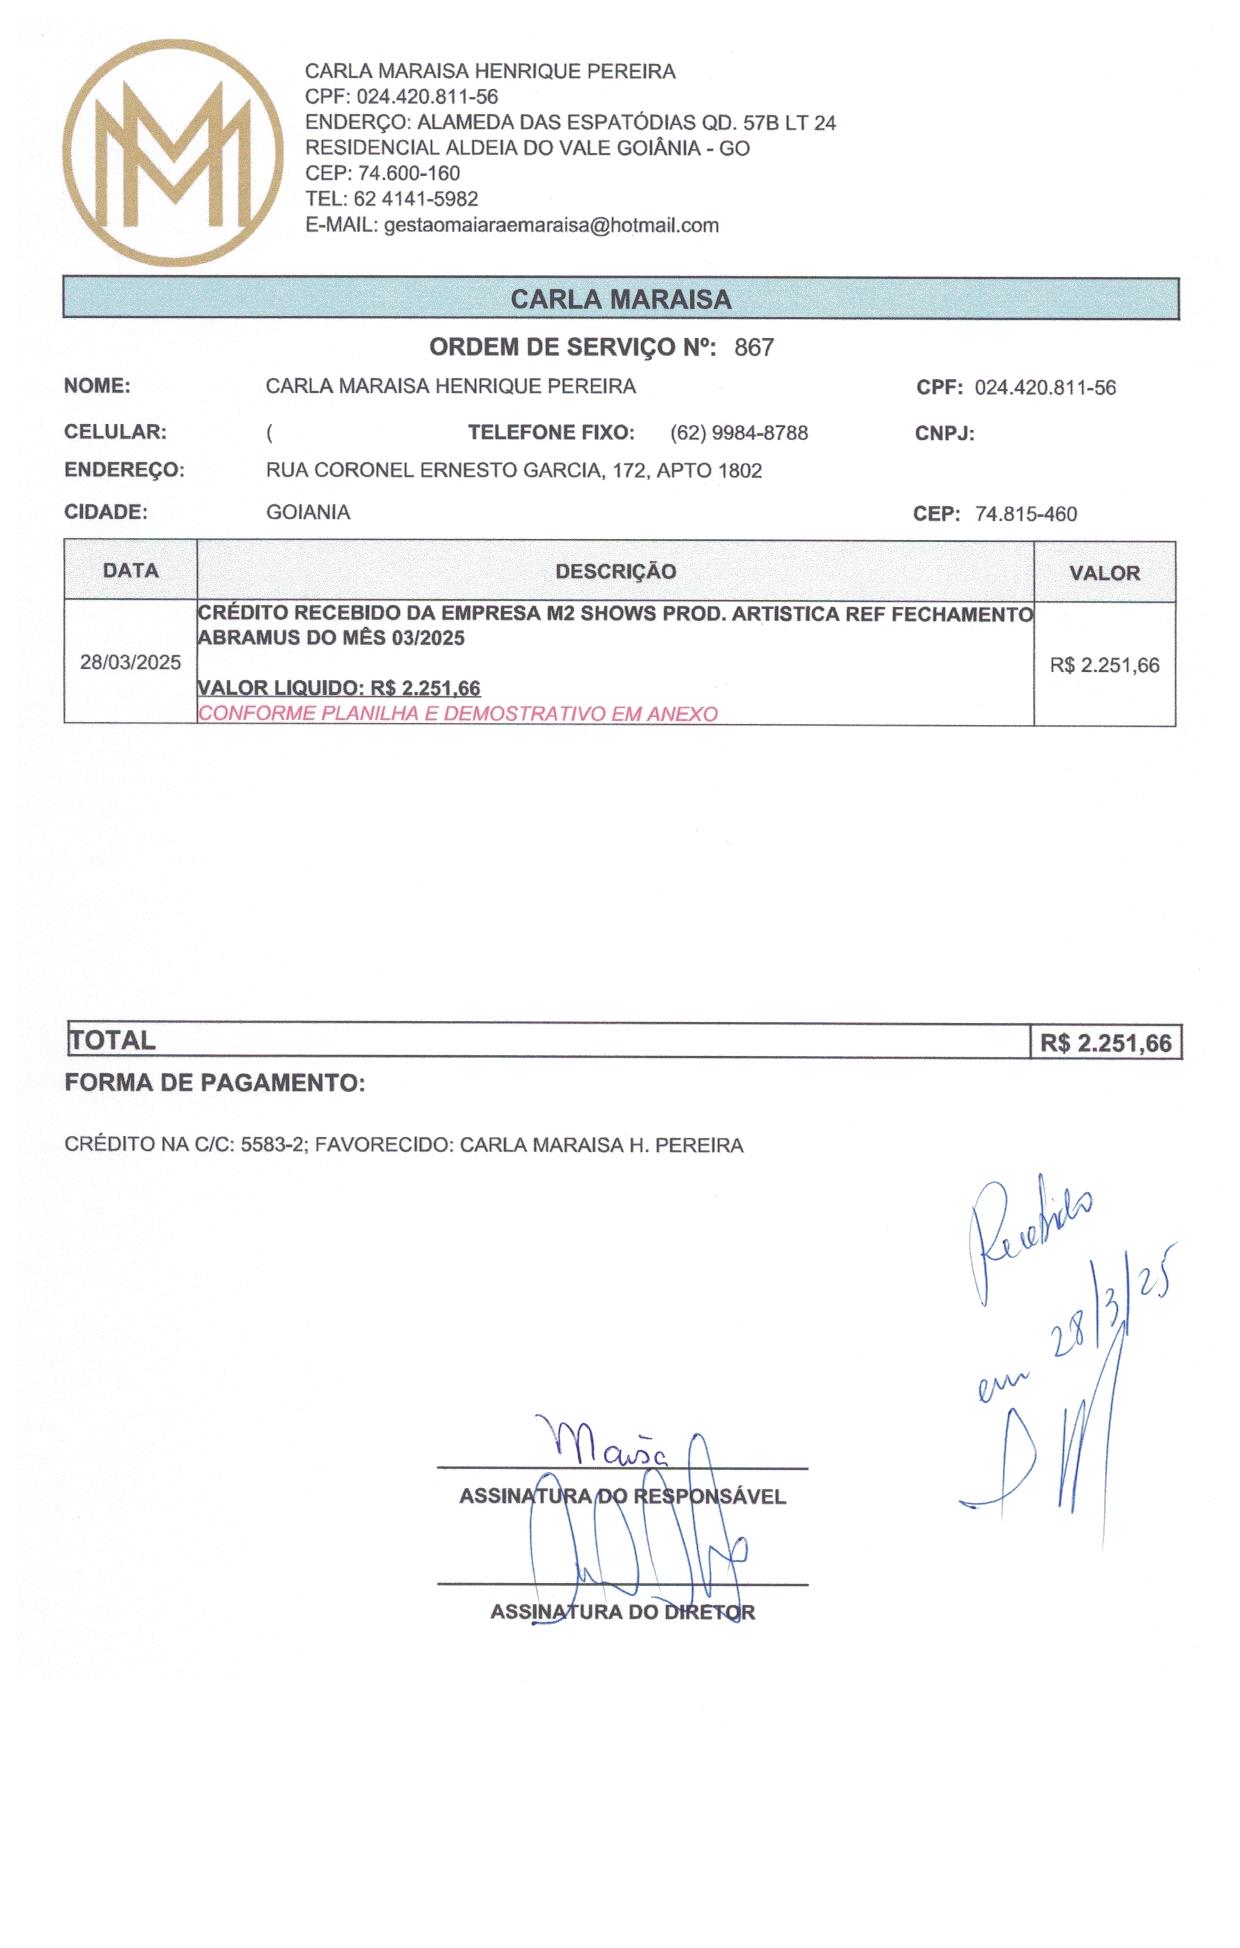 CARLA MARAISA HENRIQUE PEREIRA
CPF: 024.420.811-56
ENDERÇO: ALAMEDA DAS ESPATÓDIAS QD. 57B LT 24
RESIDENCIAL ALDEIA DO VALE GOIÂNIA - GO
CEP: 74.600-160
TEL: 62 4141-5982
E-MAIL: gestaomaiaraemaraisa@hotmail.com
CARLA MARAISA
ORDEM DE SERVIÇO Nº: 867
NOME: CARLA MARAISA HENRIQUE PEREIRA CPF: 024.420.811-56
CELULAR: ( TELEFONE FIXO: (62) 9984-8788 CNPJ:
ENDEREÇO: RUA CORONEL ERNESTO GARCIA, 172, APTO 1802
CIDADE: GOIANIA CEP: 74.815-460
DATA DESCRIÇÃO VALOR
CRÉDITO RECEBIDO DA EMPRESA M2 SHOWS PROD. ARTISTICA REF FECHAMENTO
ABRAMUS DO MÊS 03/2025
28/03/2025 R$ 2.251,66
VALOR LIQUIDO: R$ 2.251,66
CONFORME PLANILHA E DEMOSTRATIVO EM ANEXO
TOTAL R$ 2.251,66
FORMA DE PAGAMENTO:
CRÉDITO NA C/C: 5583-2; FAVORECIDO: CARLA MARAISA H. PEREIRA
Recebido
em 28/3/25
ASSINATURA DO RESPONSÁVEL
ASSINATURA DO DIRETOR